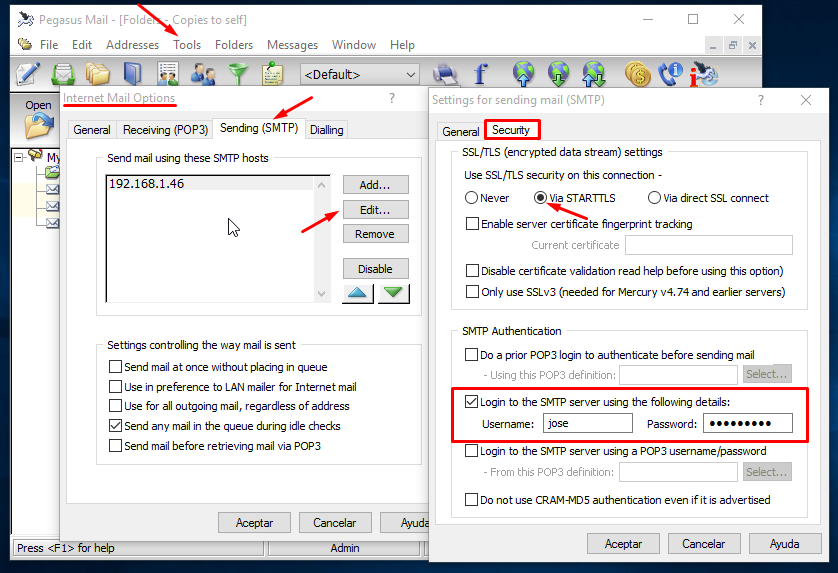 Pegasus Mail - [Folders - Copies to self]
File Edit Addresses Tools Folders Messages Window Help
<Default>
Open
My
Internet Mail Options ?
General Receiving (POP3) Sending (SMTP) Dialling
Send mail using these SMTP hosts
192.168.1.46
Add...
Edit...
Remove
Disable
Settings controlling the way mail is sent
Send mail at once without placing in queue
Use in preference to LAN mailer for Internet mail
Use for all outgoing mail, regardless of address
Send any mail in the queue during idle checks
Send mail before retrieving mail via POP3
Aceptar Cancelar Ayuda
Press <F1> for help Admin
Settings for sending mail (SMTP) ?
General Security
SSL/TLS (encrypted data stream) settings
Use SSL/TLS security on this connection -
Never Via STARTTLS Via direct SSL connect
Enable server certificate fingerprint tracking
Current certificate
Disable certificate validation read help before using this option)
Only use SSLv3 (needed for Mercury v4.74 and earlier servers)
SMTP Authentication
Do a prior POP3 login to authenticate before sending mail
- Using this POP3 definition: Select...
Login to the SMTP server using the following details:
Username: jose Password: •••••••••
Login to the SMTP server using a POP3 username/password
- From this POP3 definition: Select...
Do not use CRAM-MD5 authentication even if it is advertised
Aceptar Cancelar Ayuda